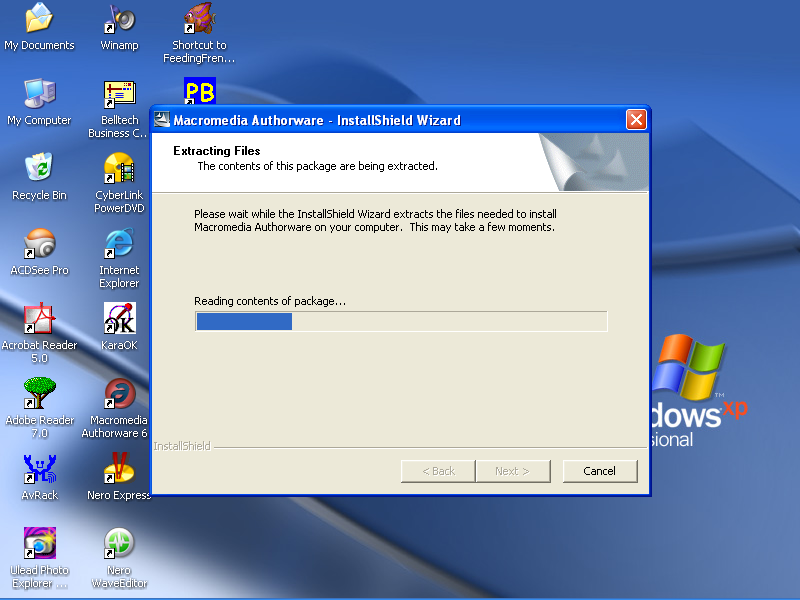 My Documents
Winamp
Shortcut to
FeedingFren...
My Computer
Belltech
Business C...
PB
Recycle Bin
CyberLink
PowerDVD
ACDSee Pro
Internet
Explorer
Acrobat Reader
5.0
OK
KaraOK
Adobe Reader
7.0
Macromedia
Authorware 6
AvRack
Nero Express
Ulead Photo
Explorer ...
Nero
WaveEditor
Macromedia Authorware - InstallShield Wizard
Extracting Files
The contents of this package are being extracted.
Please wait while the InstallShield Wizard extracts the files needed to install
Macromedia Authorware on your computer.  This may take a few moments.
Reading contents of package...
InstallShield
< Back
Next >
Cancel
TM
dows xp
sional